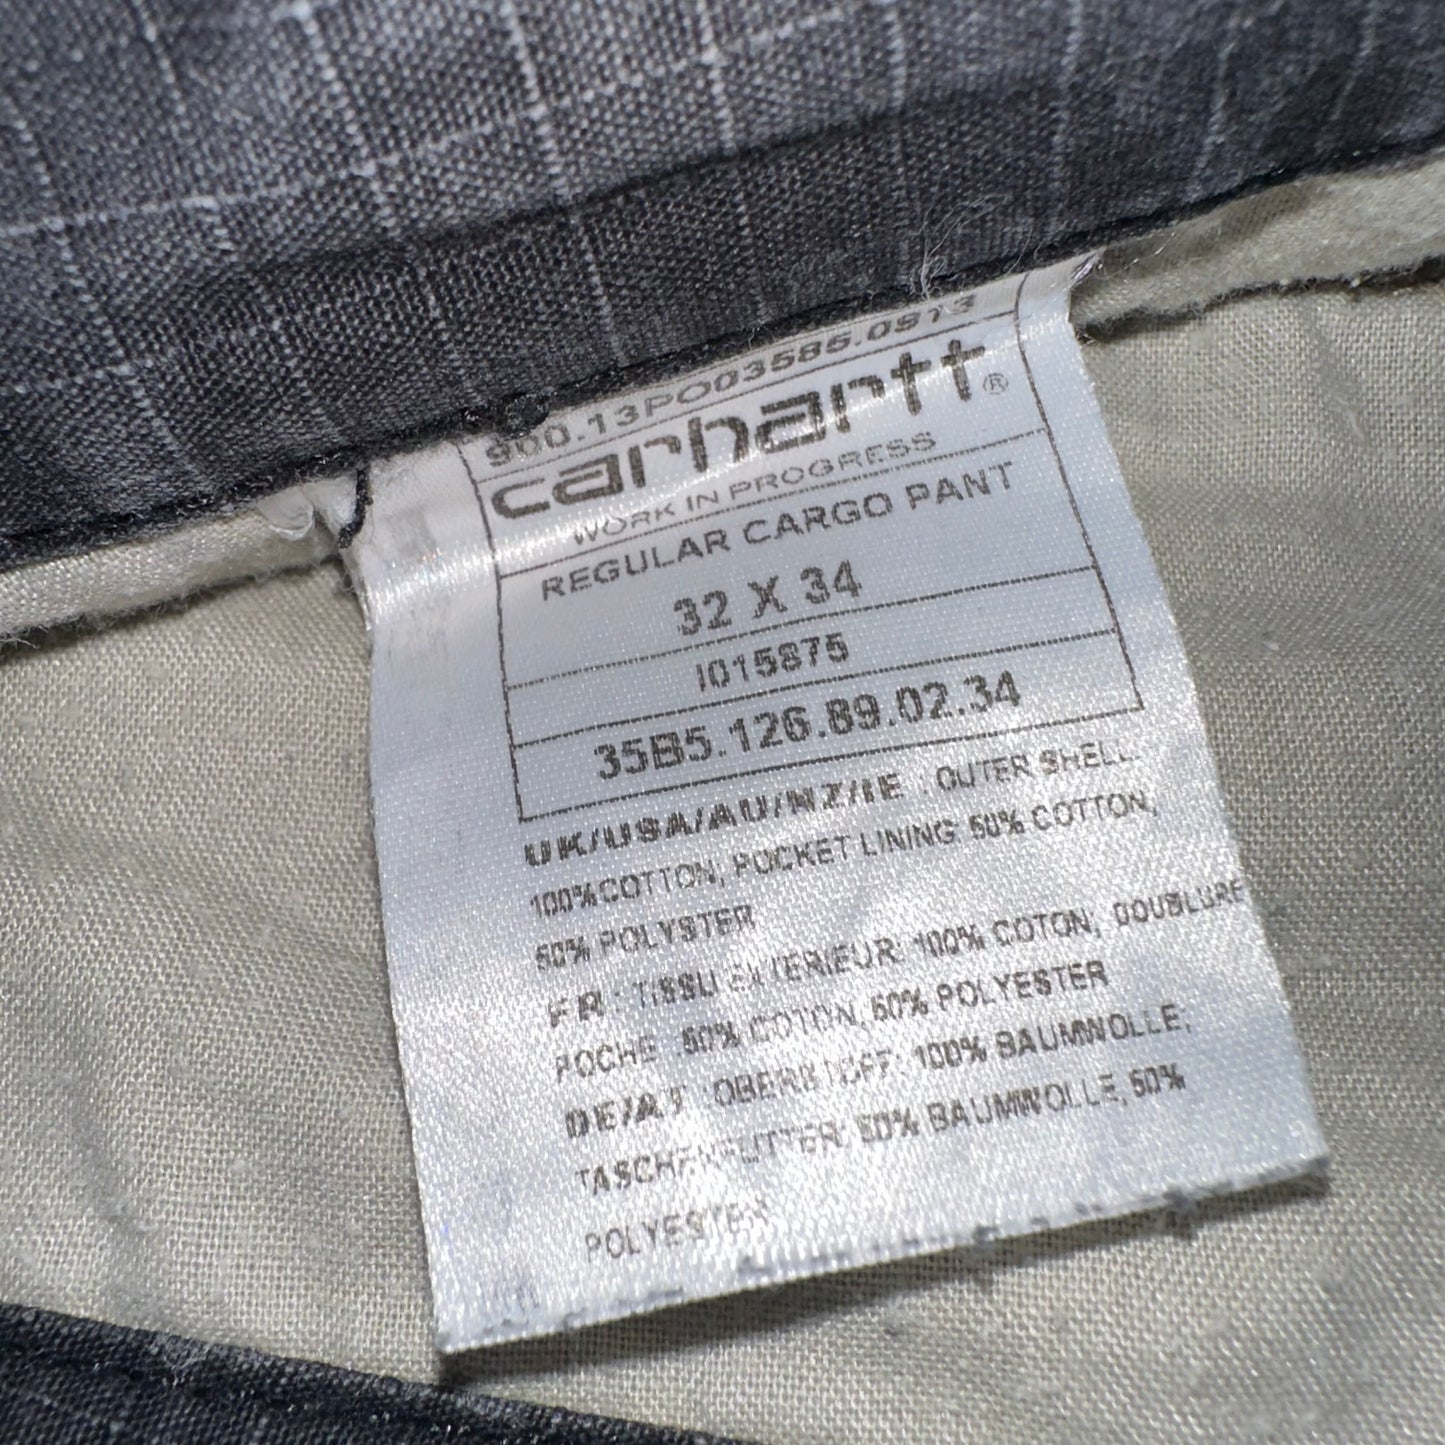 900.13PO03585.0913
carhartt®
WORK IN PROGRESS
REGULAR CARGO PANT
32 X 34
I015875
35B5.126.89.02.34
UK/USA/AU/NZ/IE : OUTER SHELL:
100%COTTON, POCKET LINING: 50% COTTON,
50% POLYSTER
FR : TISSU EXTERIEUR: 100% COTON; DOUBLURE
POCHE : 50% COTON, 50% POLYESTER
DE/AT : OBERSTOFF: 100% BAUMWOLLE;
TASCHENFUTTER: 50% BAUMWOLLE, 50%
POLYESTER